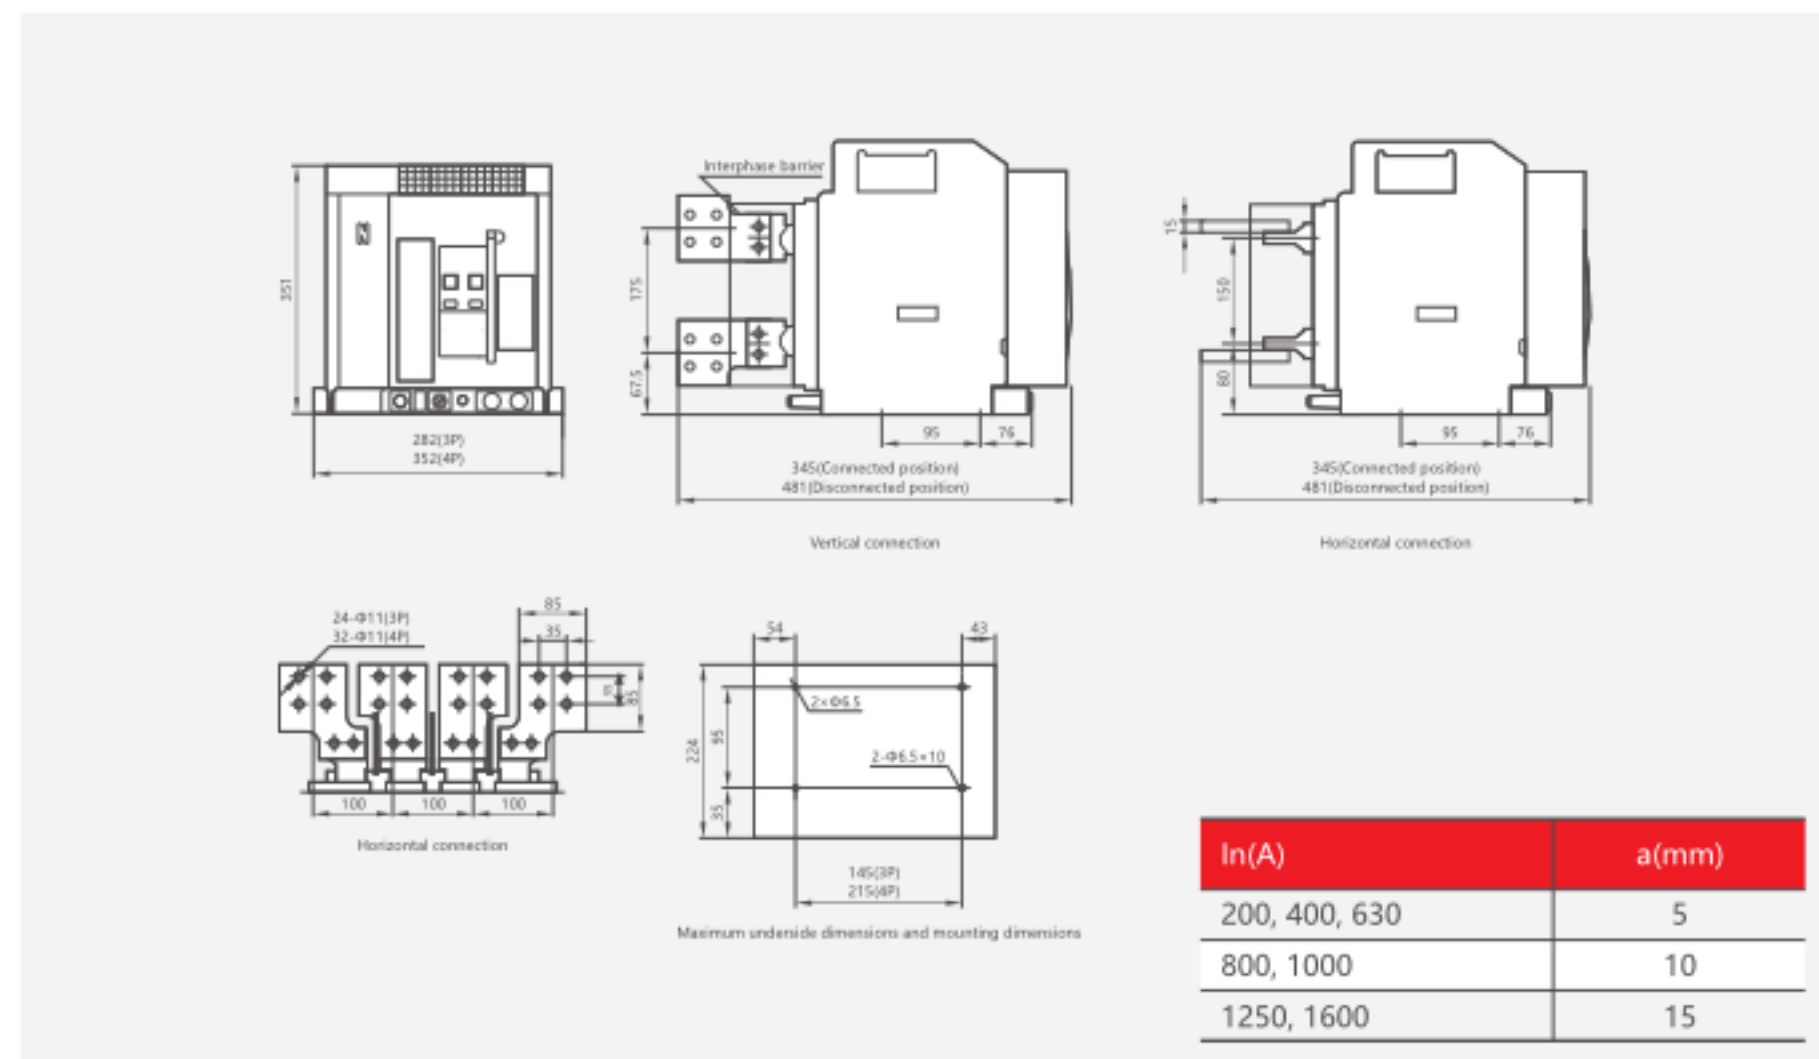 Interphase barrier
351
282(3P)
352(4P)
175
67.5
95
76
345(Connected position)
481(Disconnected position)
Vertical connection
15
150
80
95
76
345(Connected position)
481(Disconnected position)
Horizontal connection
24-Φ11(3P)
32-Φ11(4P)
85
35
85
100
100
100
Horizontal connection
54
43
2×Φ6.5
224
95
2-Φ6.5×10
35
145(3P)
215(4P)
Maximum underside dimensions and mounting dimensions
In(A) a(mm)
200, 400, 630 5
800, 1000 10
1250, 1600 15